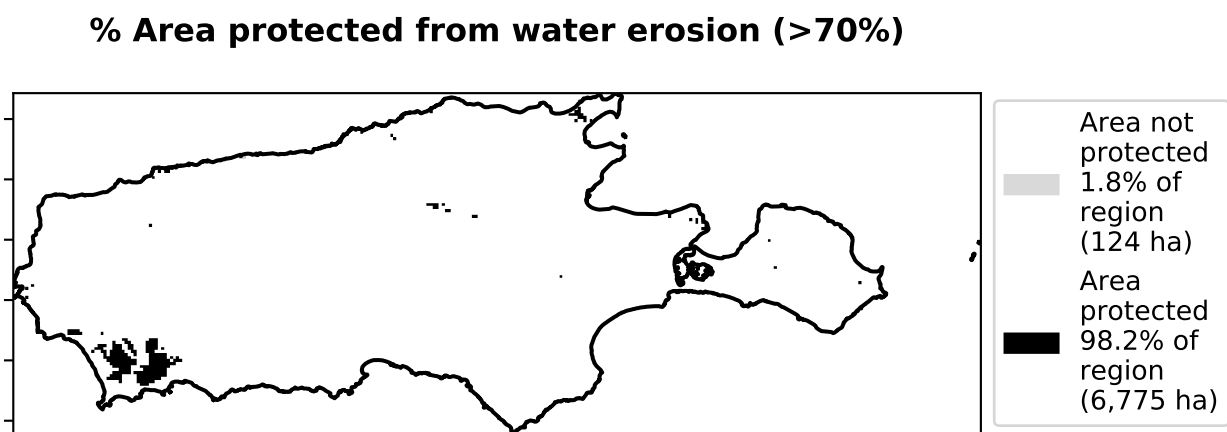 % Area protected from water erosion (>70%)
Area not
protected
1.8% of
region
(124 ha)
Area
protected
98.2% of
region
(6,775 ha)